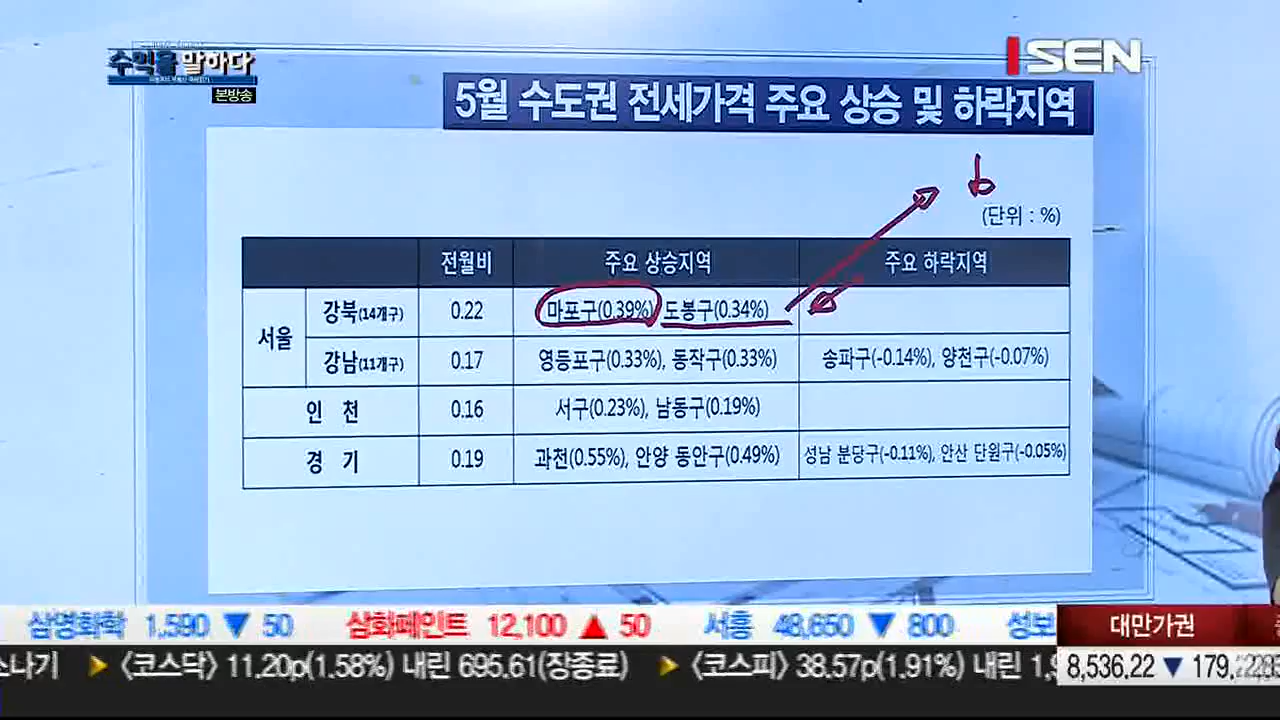 수익을 말하다
본방송
SEN
5월 수도권 전세가격 주요 상승 및 하락지역
b
(단위 : %)
전월비 주요 상승지역 주요 하락지역
서울 강북(14개구) 0.22 마포구(0.39%) 도봉구(0.34%)
강남(11개구) 0.17 영등포구(0.33%), 동작구(0.33%) 송파구(-0.14%), 양천구(-0.07%)
인 천 0.16 서구(0.23%), 남동구(0.19%)
경 기 0.19 과천(0.55%), 안양 동안구(0.49%) 성남 분당구(-0.11%), 안산 단원구(-0.05%)
삼영화학 1,590 ▼ 50 삼화페인트 12,100 ▲ 50 서흥 48,650 ▼ 800 성보 대만가권
소나기 ▶ 〈코스닥〉 11.20p(1.58%) 내린 695.61(장종료) ▶ 〈코스피〉 38.57p(1.91%) 내린 8,536.22 ▼